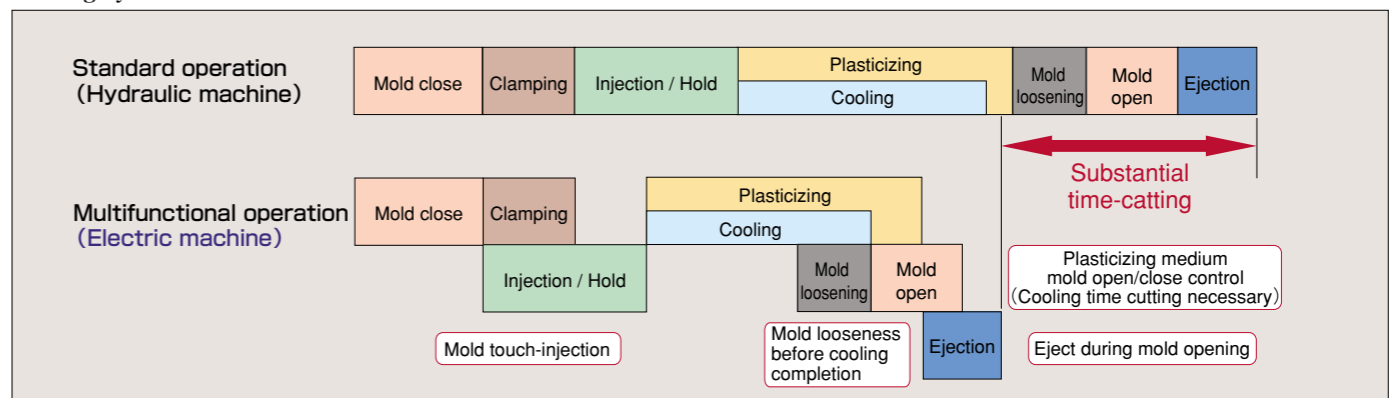 Standard operation
(Hydraulic machine)
Mold close
Clamping
Injection / Hold
Plasticizing
Cooling
Mold
loosening
Mold
open
Ejection
Substantial
time-catting
Multifunctional operation
(Electric machine)
Mold close
Clamping
Injection / Hold
Plasticizing
Cooling
Mold
loosening
Mold
open
Ejection
Plasticizing medium
mold open/close control
(Cooling time cutting necessary)
Mold touch-injection
Mold looseness
before cooling
completion
Eject during mold opening